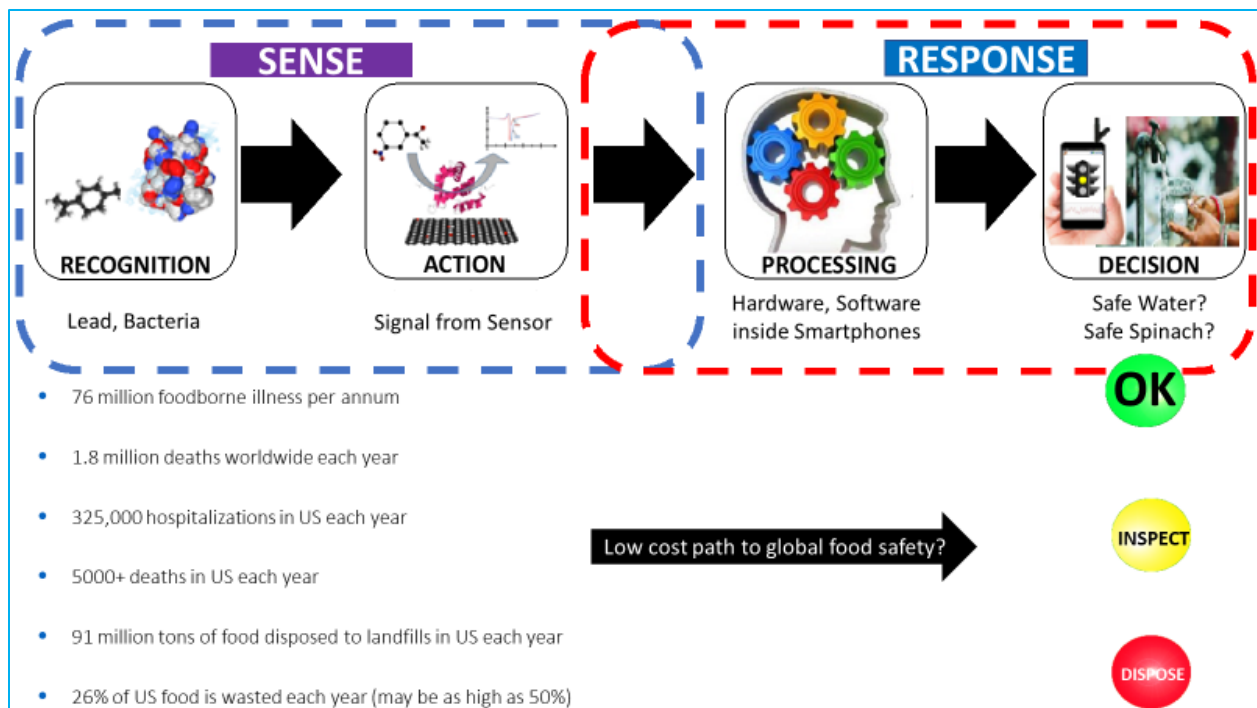 SENSE
RESPONSE
RECOGNITION
ACTION
PROCESSING
DECISION
Lead, Bacteria
Signal from Sensor
Hardware, Software
inside Smartphones
Safe Water?
Safe Spinach?
• 76 million foodborne illness per annum
• 1.8 million deaths worldwide each year
• 325,000 hospitalizations in US each year
• 5000+ deaths in US each year
• 91 million tons of food disposed to landfills in US each year
• 26% of US food is wasted each year (may be as high as 50%)
Low cost path to global food safety?
OK
INSPECT
DISPOSE